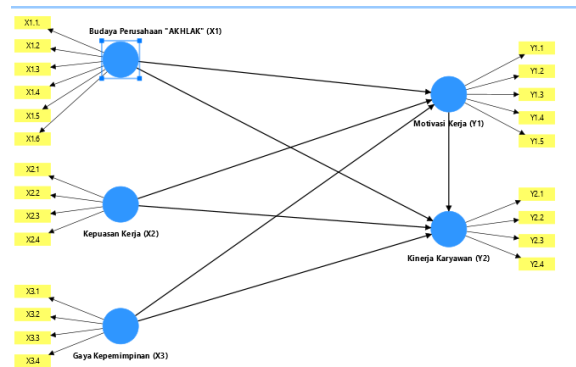 Budaya Perusahaan "AKHLAK" (X1)
X1.1.
X1.2
X1.3
X1.4
X1.5
X1.6
Y1.1
Y1.2
Y1.3
Y1.4
Y1.5
Motivasi Kerja (Y1)
X2.1
X2.2
X2.3
X2.4
Kepuasan Kerja (X2)
Y2.1
Y2.2
Y2.3
Y2.4
Kinerja Karyawan (Y2)
X3.1
X3.2
X3.3
X3.4
Gaya Kepemimpinan (X3)